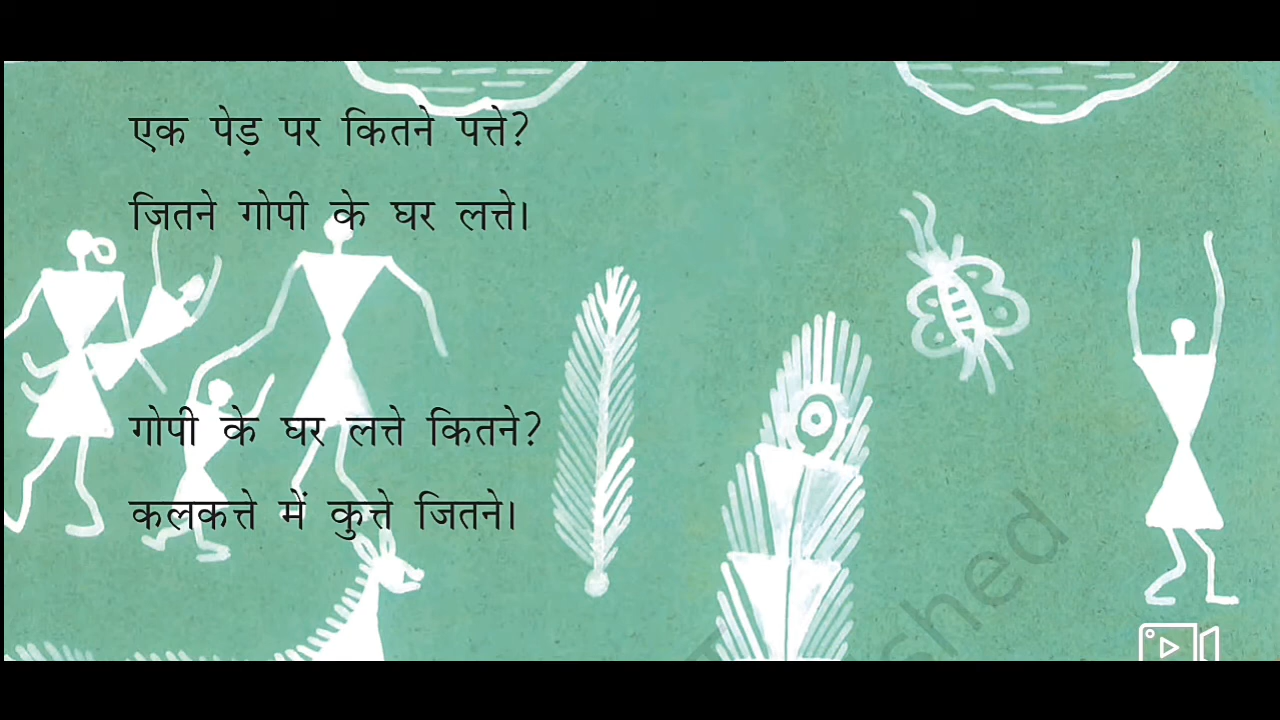 एक पेड़ पर कितने पत्ते?
जितने गोपी के घर लत्ते।
गोपी के घर लत्ते कितने?
कलकत्ते में कुत्ते जितने।